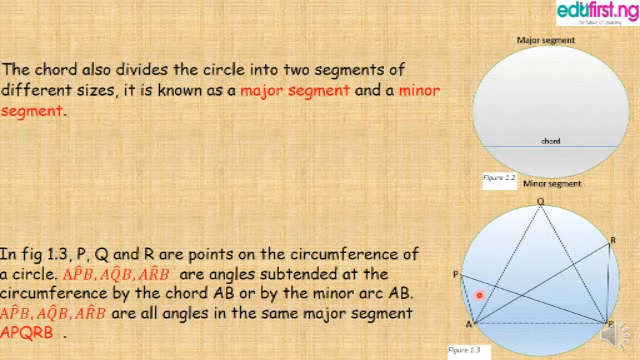 edufirst.ng
Major segment
The chord also divides the circle into two segments of
different sizes, it is known as a major segment and a minor
segment.
chord
Figure 1.2
Minor segment
Q
R
In fig 1.3, P, Q and R are points on the circumference of
a circle. AP̂B, AQ̂B, AR̂B are angles subtended at the
P
circumference by the chord AB or by the minor arc AB.
AP̂B, AQ̂B, AR̂B are all angles in the same major segment
A
APQRB .
Figure 1.3